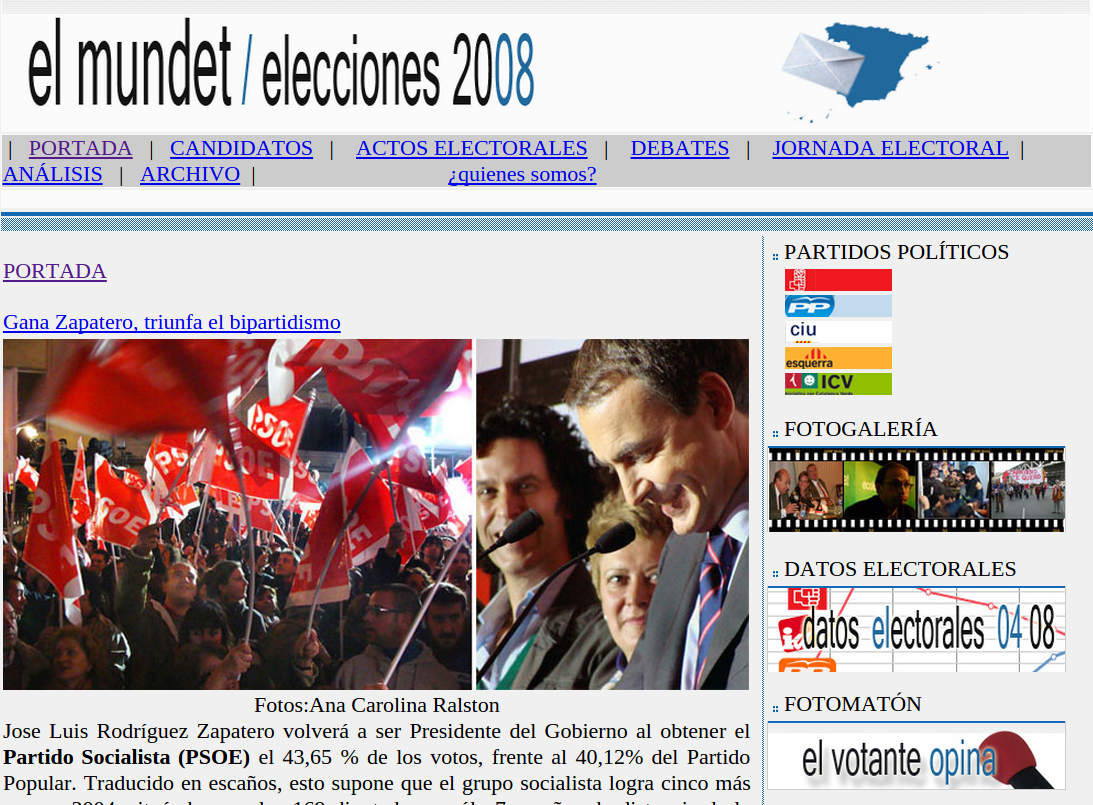 el mundet / elecciones 2008
| PORTADA | CANDIDATOS | ACTOS ELECTORALES | DEBATES | JORNADA ELECTORAL |
ANÁLISIS | ARCHIVO | ¿quienes somos?
PORTADA
Gana Zapatero, triunfa el bipartidismo
PSOE
PSOE
PSOE
Fotos:Ana Carolina Ralston
Jose Luis Rodríguez Zapatero volverá a ser Presidente del Gobierno al obtener el
Partido Socialista (PSOE) el 43,65 % de los votos, frente al 40,12% del Partido
Popular. Traducido en escaños, esto supone que el grupo socialista logra cinco más
PARTIDOS POLÍTICOS
PP
ciu
esquerra
ICV
FOTOGALERÍA
DATOS ELECTORALES
datos electorales 04 08
FOTOMATÓN
el votante opina